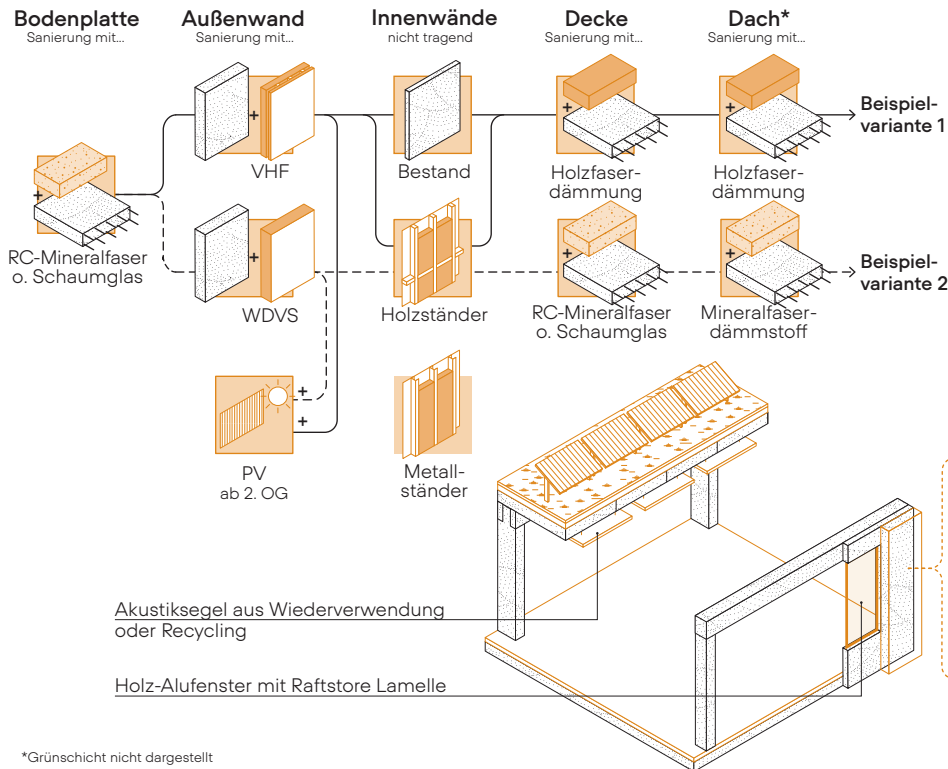 Bodenplatte
Sanierung mit...
Außenwand
Sanierung mit...
Innenwände
nicht tragend
Decke
Sanierung mit...
Dach*
Sanierung mit...
+
RC-Mineralfaser
o. Schaumglas
+
VHF
Bestand
+
Holzfaser-
dämmung
+
Holzfaser-
dämmung
Beispiel-
variante 1
+
WDVS
Holzständer
+
RC-Mineralfaser
o. Schaumglas
+
Mineralfaser-
dämmstoff
Beispiel-
variante 2
+
+
PV
ab 2. OG
Metall-
ständer
Akustiksegel aus Wiederverwendung
oder Recycling
Holz-Alufenster mit Raftstore Lamelle
*Grünschicht nicht dargestellt